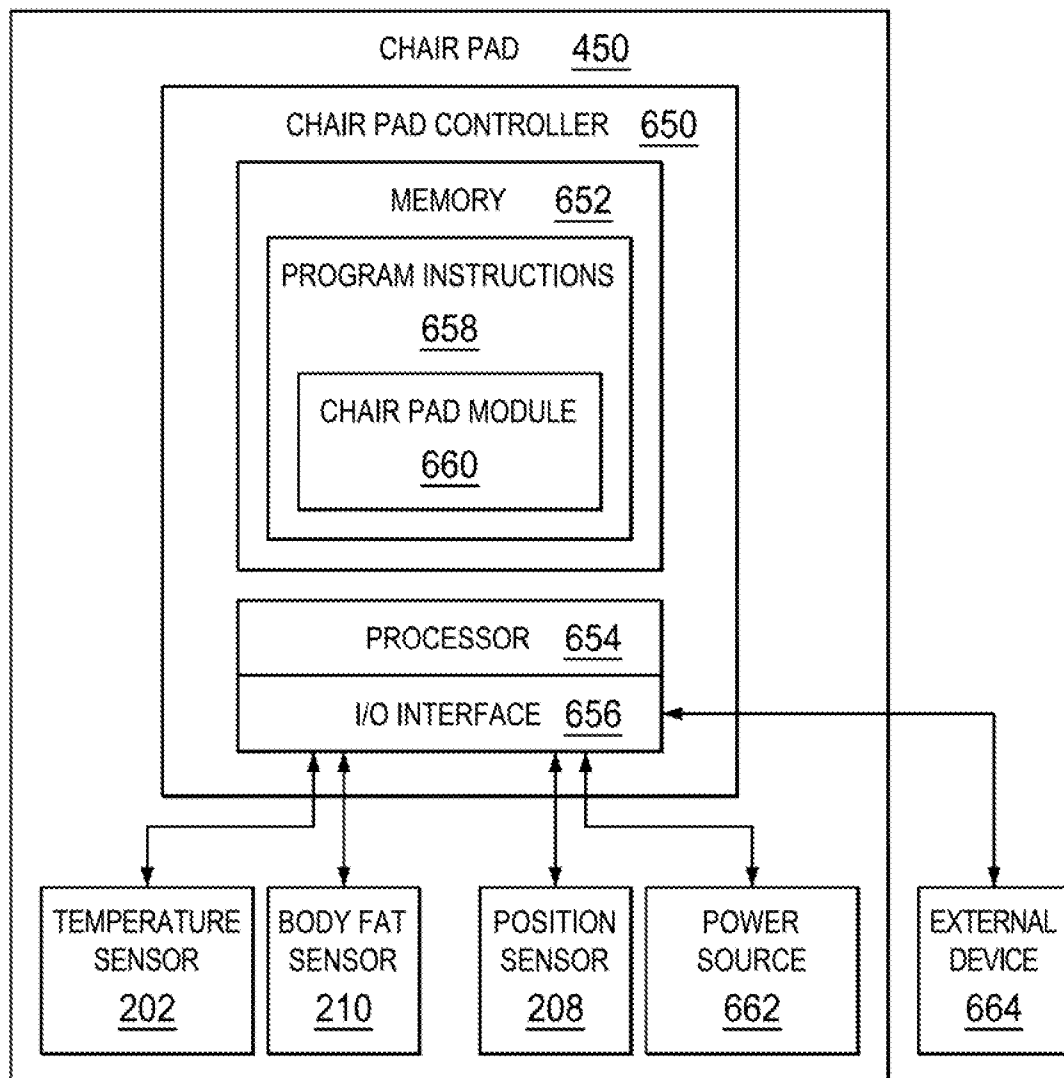 CHAIR PAD 450
CHAIR PAD CONTROLLER 650
MEMORY 652
PROGRAM INSTRUCTIONS
658
CHAIR PAD MODULE
660
PROCESSOR 654
I/O INTERFACE 656
TEMPERATURE
SENSOR
202
BODY FAT
SENSOR
210
POSITION
SENSOR
208
POWER
SOURCE
662
EXTERNAL
DEVICE
664